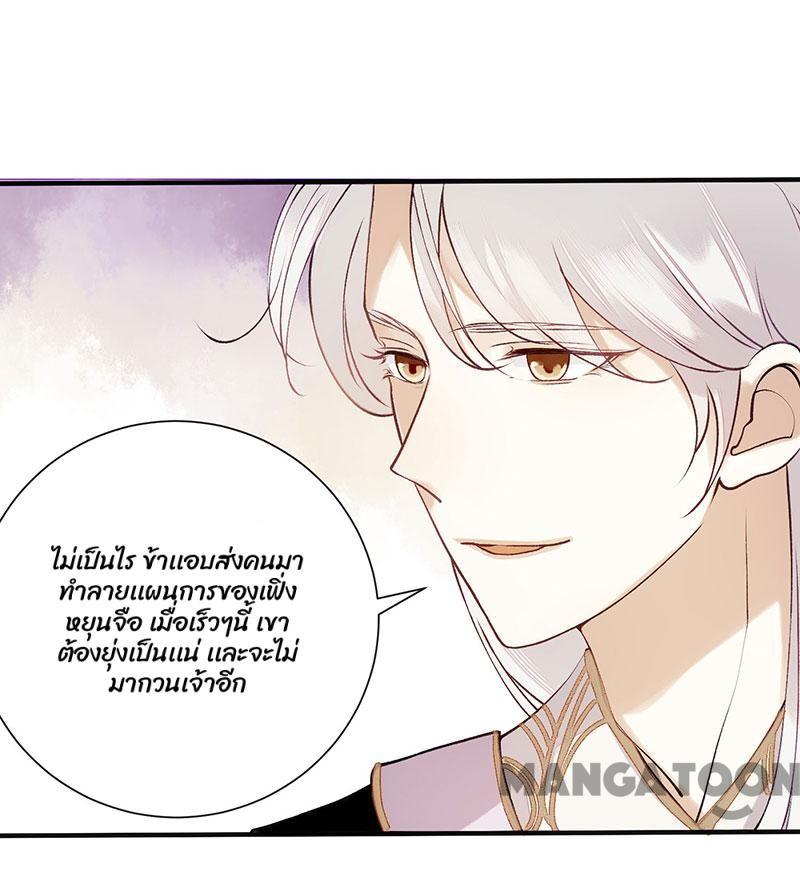 ไม่เป็นไร ข้าแอบส่งคนมา
ทำลายแผนการของเฟิ่ง
หยุนจือ เมื่อเร็วๆนี้ เขา
ต้องยุ่งเป็นแน่ และจะไม่
มากวนเจ้าอีก
MANGATOON